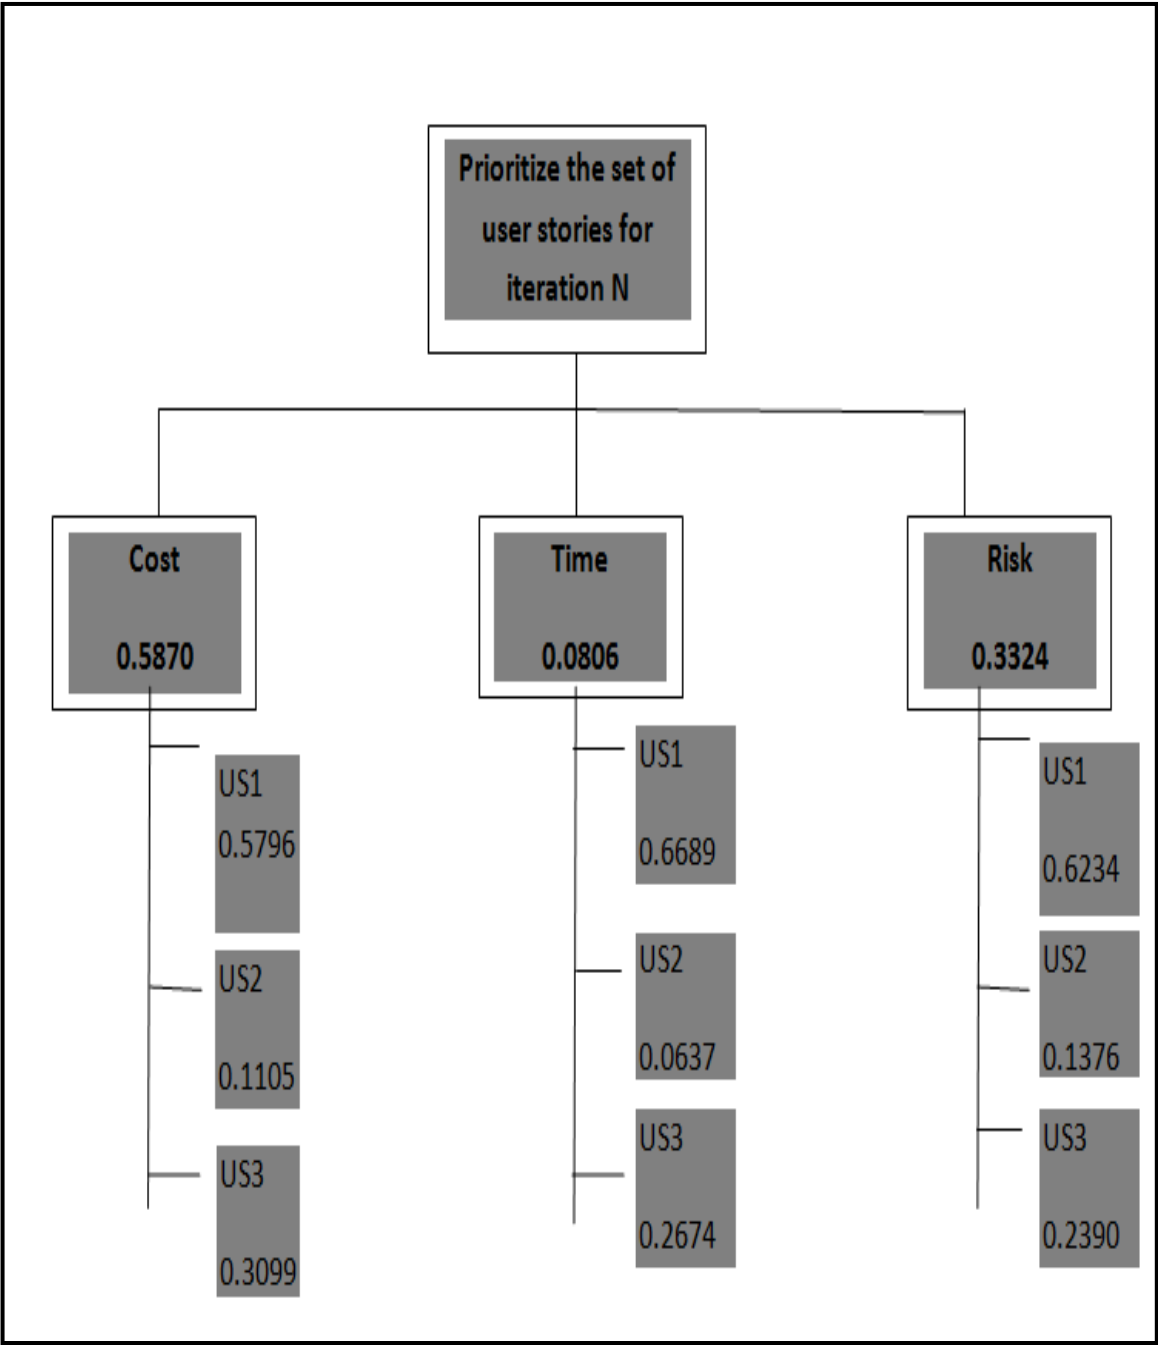 Prioritize the set of
user stories for
iteration N
Cost
0.5870
US1
0.5796
US2
0.1105
US3
0.3099
Time
0.0806
US1
0.6689
US2
0.0637
US3
0.2674
Risk
0.3324
US1
0.6234
US2
0.1376
US3
0.2390